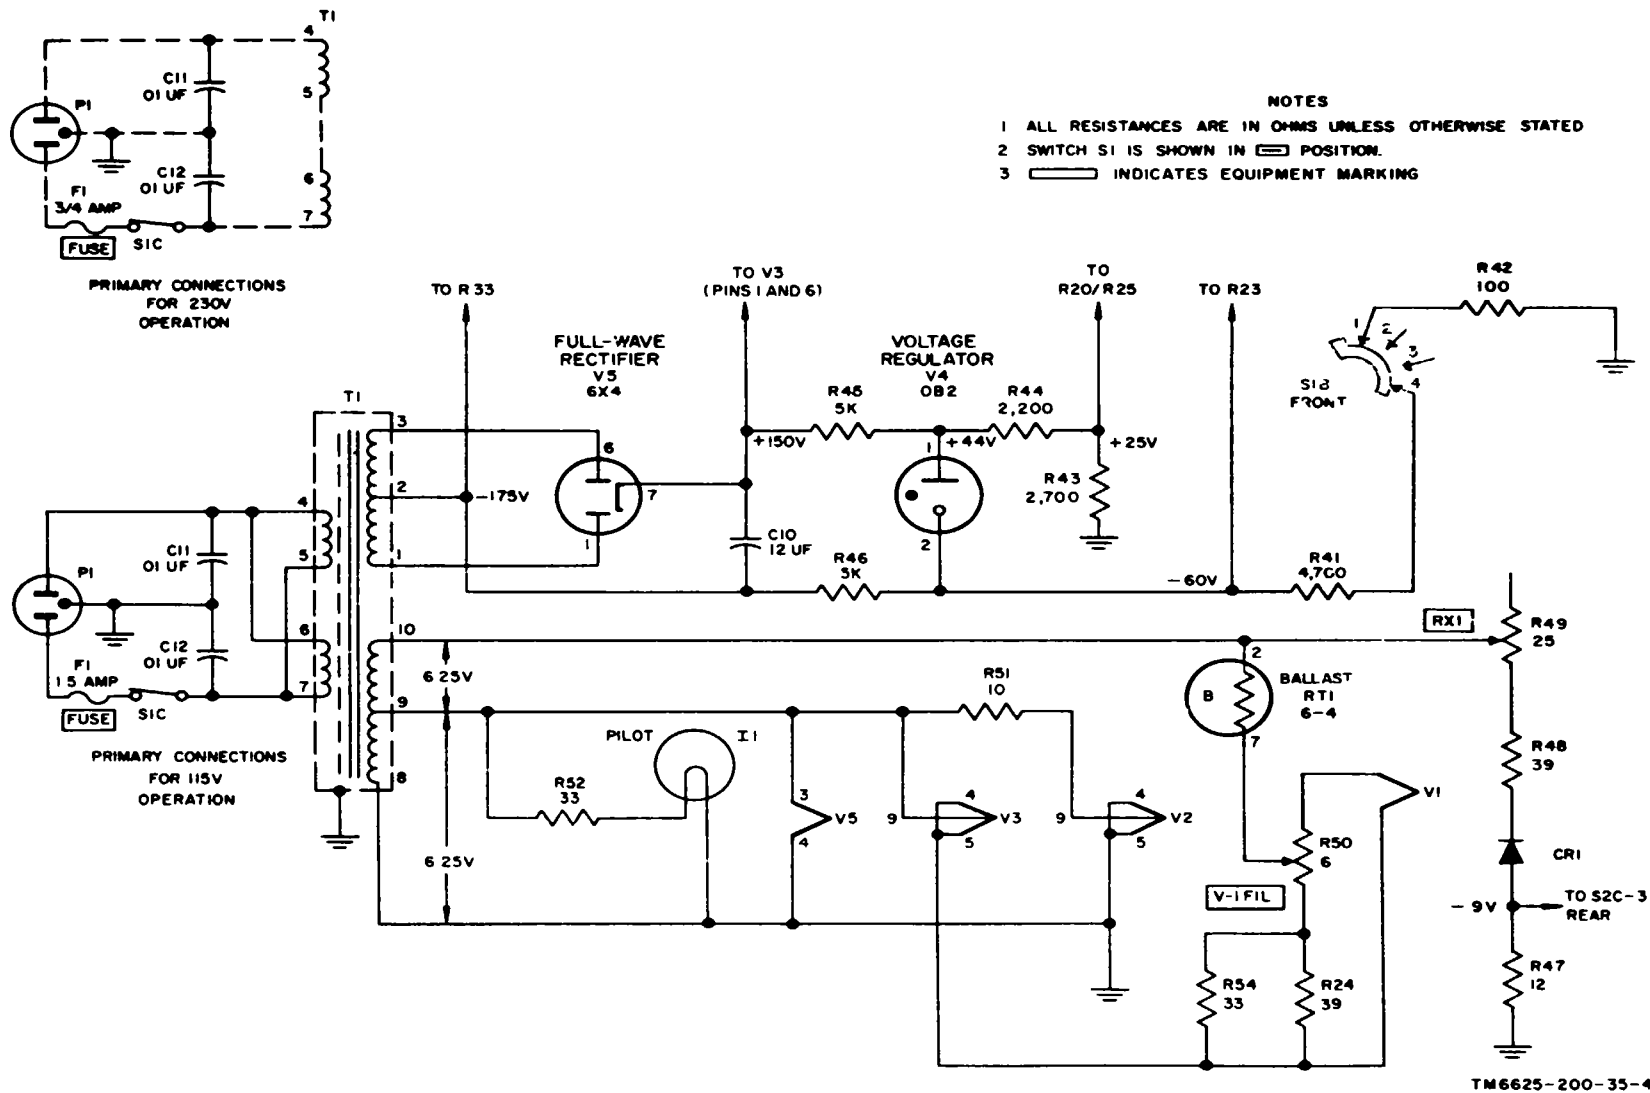 T1
4
C11
01 UF
5
P1
C12
01 UF
6
F1
3/4 AMP
7
FUSE
S1C
PRIMARY CONNECTIONS
FOR 230V
OPERATION
NOTES
1 ALL RESISTANCES ARE IN OHMS UNLESS OTHERWISE STATED
2 SWITCH S1 IS SHOWN IN POSITION.
3 INDICATES EQUIPMENT MARKING
TO R33
TO V3
(PINS 1 AND 6)
TO
R20/R25
TO R23
R42
100
1
2
3
4
S1B
FRONT
FULL-WAVE
RECTIFIER
V5
6X4
VOLTAGE
REGULATOR
V4
OB2
R45
5K
R44
2,200
T1
3
6
+150V
1
+44V
+25V
2
-175V
7
R43
2,700
4
C11
01 UF
5
1
1
C10
12 UF
2
R46
5K
-60V
R41
4,700
P1
6
10
RX1
R49
25
C12
01 UF
F1
1 5 AMP
7
FUSE
S1C
6 25V
9
R51
10
2
B
BALLAST
RT1
6-4
7
PRIMARY CONNECTIONS
FOR 115V
OPERATION
8
PILOT
I1
R52
33
3
V5
4
9
4
V3
5
9
4
V2
5
V1
R48
39
6 25V
R50
6
CR1
V-1 FIL
- 9V
TO S2C-3
REAR
R54
33
R24
39
R47
12
TM6625-200-35-4